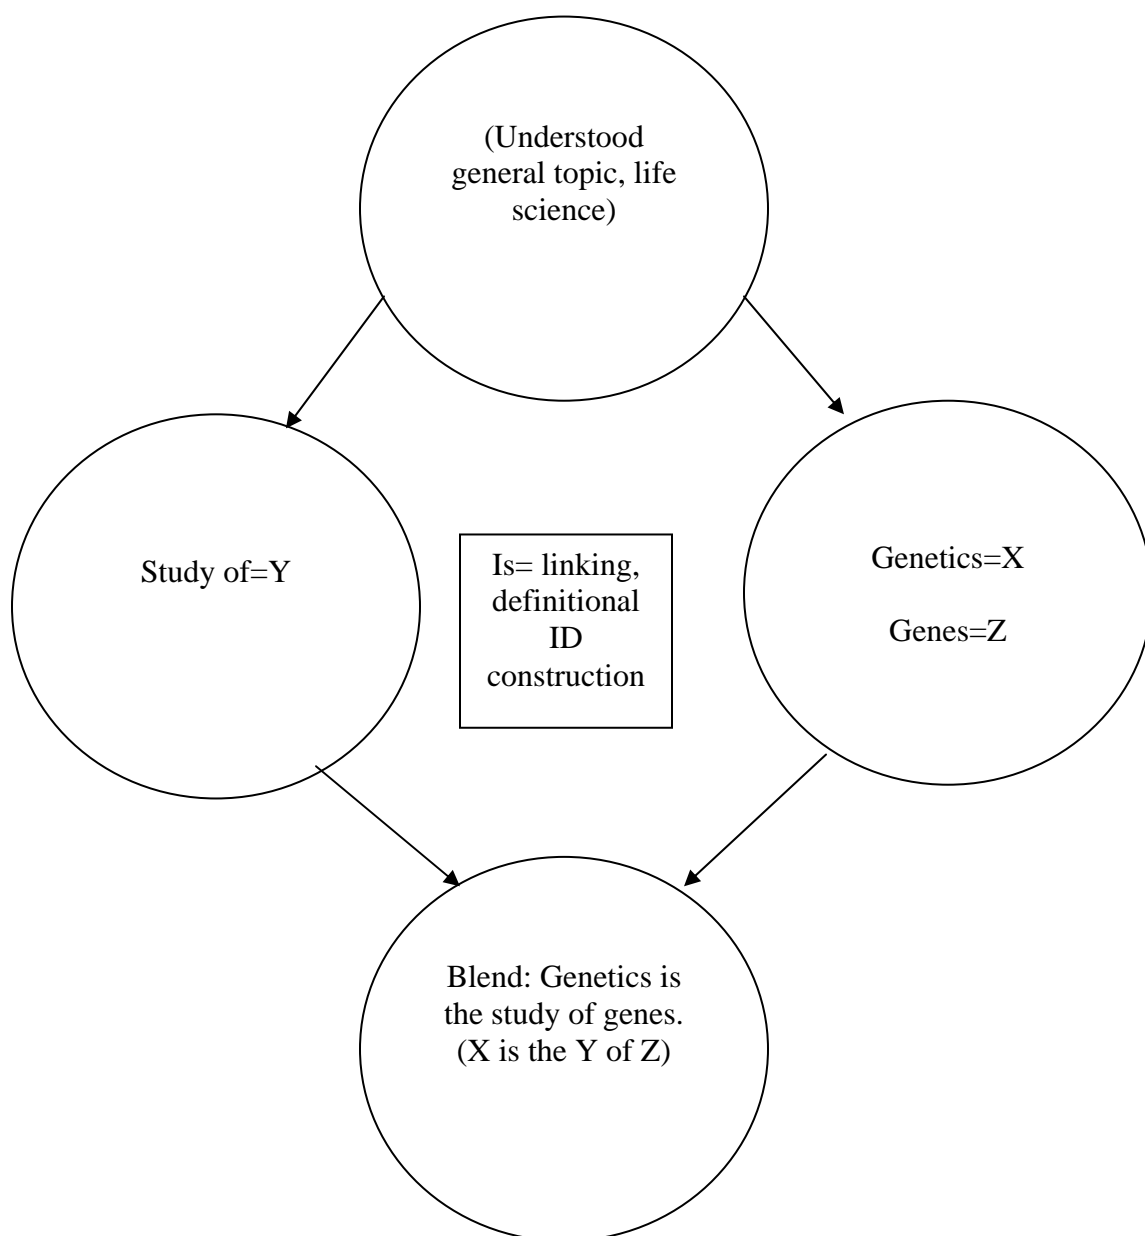 (Understood
general topic, life
science)
Study of=Y
Is= linking,
definitional
ID
construction
Genetics=X
Genes=Z
Blend: Genetics is
the study of genes.
(X is the Y of Z)